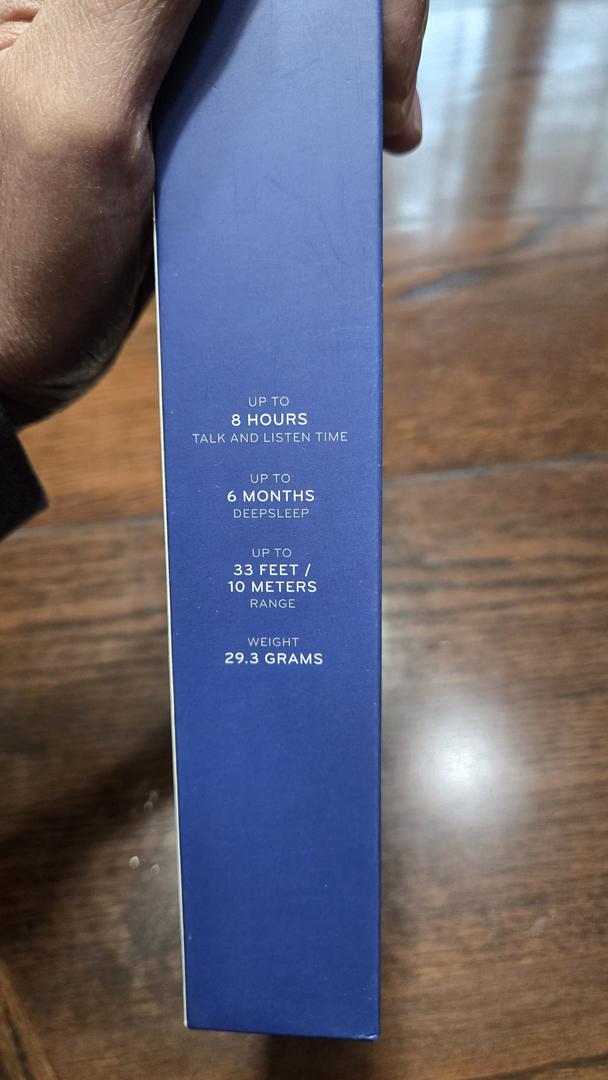 UP TO
8 HOURS
TALK AND LISTEN TIME
UP TO
6 MONTHS
DEEPSLEEP
UP TO
33 FEET /
10 METERS
RANGE
WEIGHT
29.3 GRAMS